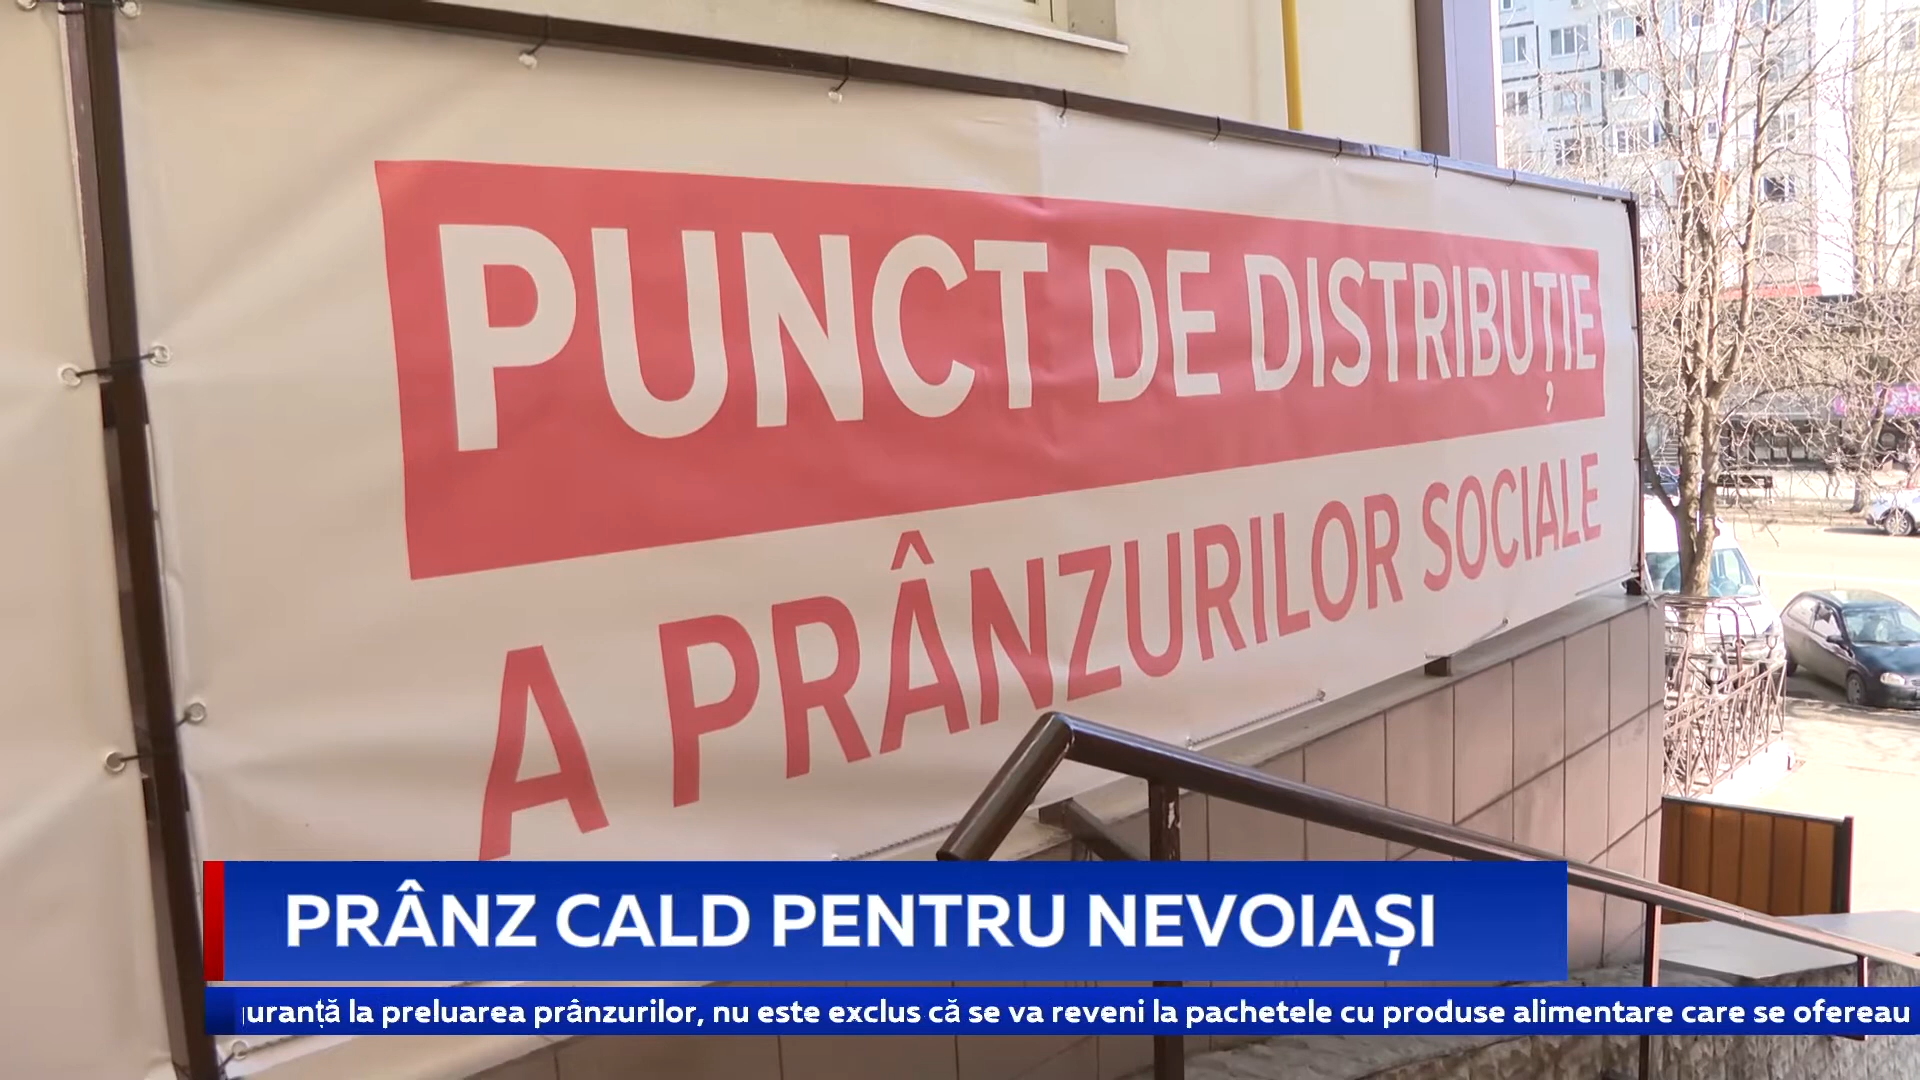 PUNCT DE DISTRIBUȚIE
A PRÂNZURILOR SOCIALE
PRÂNZ CALD PENTRU NEVOIAȘI
la preluarea prânzurilor, nu este exclus că se va reveni la pachetele cu produse alimentare care se ofereau